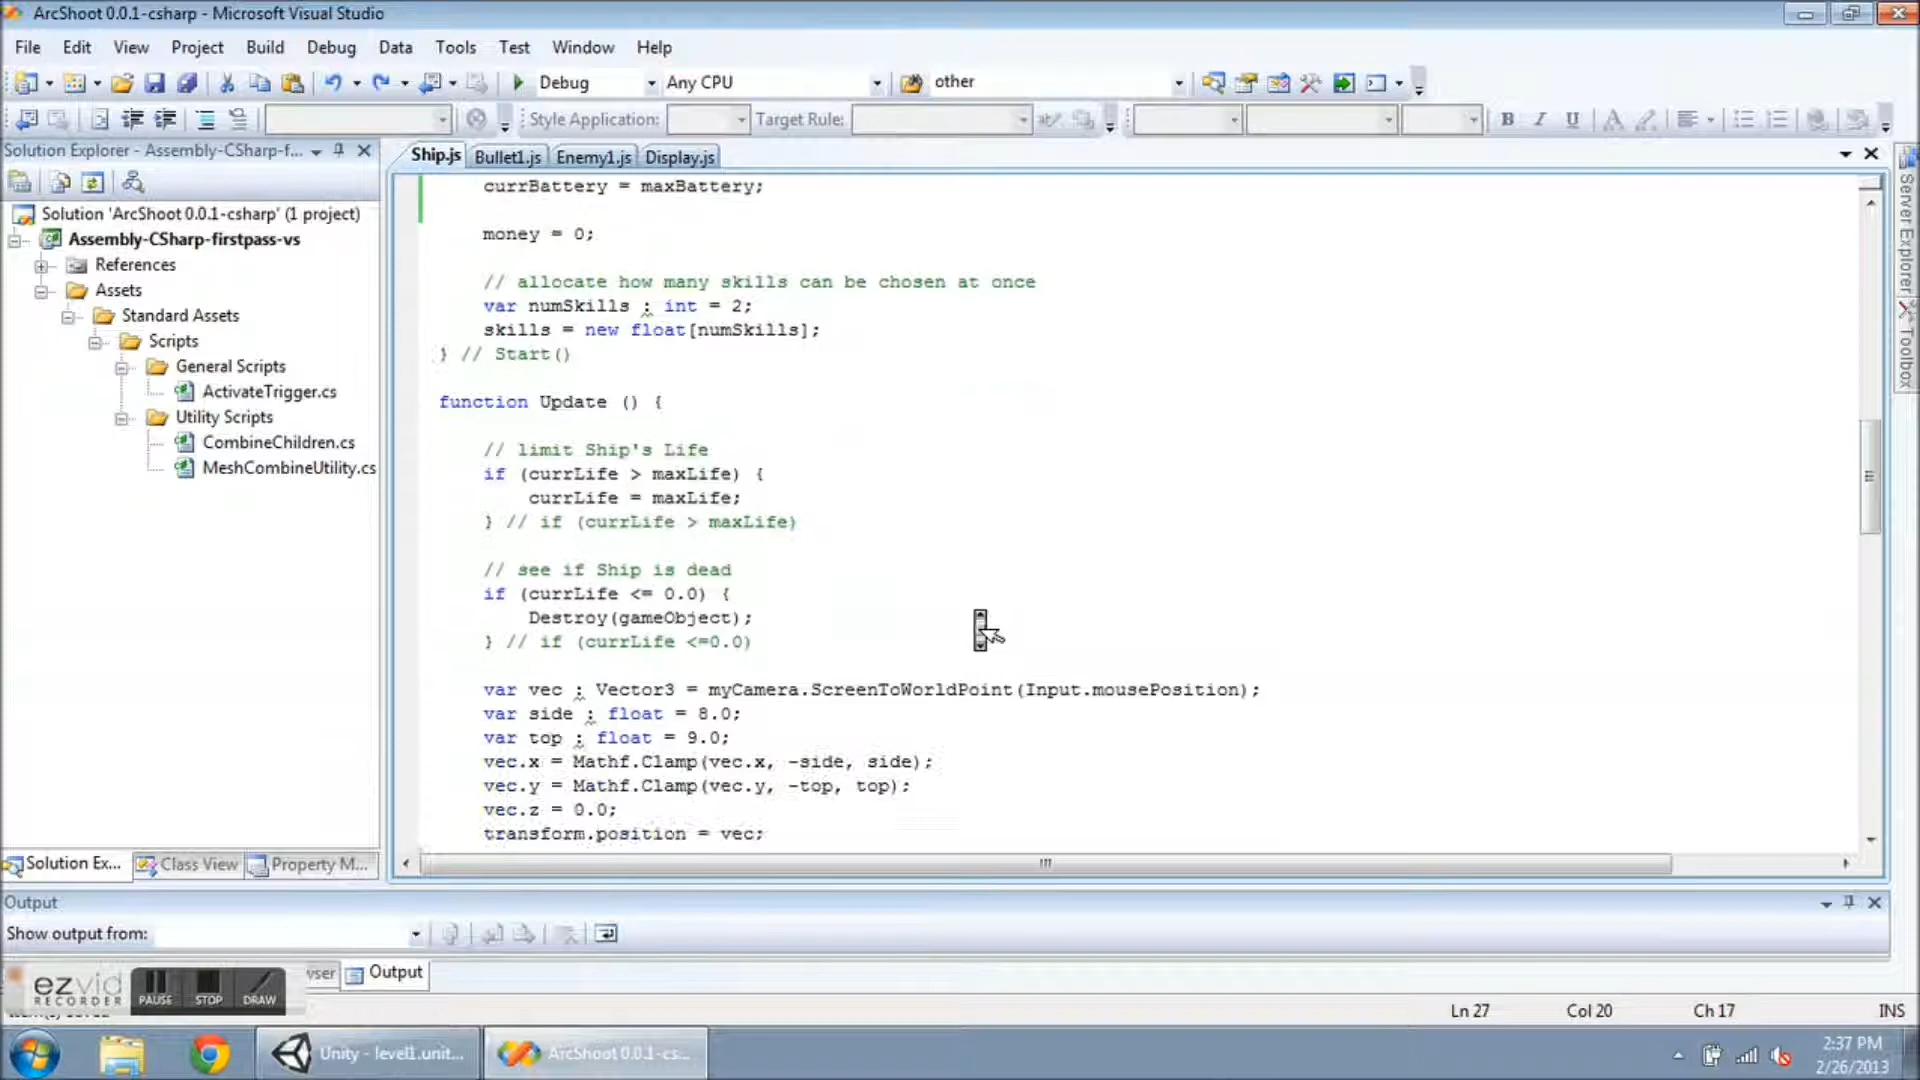 ArcShoot 0.0.1-csharp - Microsoft Visual Studio
File Edit View Project Build Debug Data Tools Test Window Help
Debug Any CPU other
Style Application: Target Rule: B I U
Solution Explorer - Assembly-CSharp-f...
Ship.js Bullet1.js Enemy1.js Display.js
Solution 'ArcShoot 0.0.1-csharp' (1 project)
Assembly-CSharp-firstpass-vs
References
Assets
Standard Assets
Scripts
General Scripts
ActivateTrigger.cs
Utility Scripts
CombineChildren.cs
MeshCombineUtility.cs
Solution Ex... Class View Property M...
currBattery = maxBattery;
money = 0;
// allocate how many skills can be chosen at once
var numSkills : int = 2;
skills = new float[numSkills];
} // Start()
function Update () {
// limit Ship's Life
if (currLife > maxLife) {
currLife = maxLife;
} // if (currLife > maxLife)
// see if Ship is dead
if (currLife <= 0.0) {
Destroy(gameObject);
} // if (currLife <=0.0)
var vec : Vector3 = myCamera.ScreenToWorldPoint(Input.mousePosition);
var side : float = 8.0;
var top : float = 9.0;
vec.x = Mathf.Clamp(vec.x, -side, side);
vec.y = Mathf.Clamp(vec.y, -top, top);
vec.z = 0.0;
transform.position = vec;
Server Explorer
Toolbox
Output
Show output from:
wser Output
ezvid
RECORDER
PAUSE STOP DRAW
Ln 27 Col 20 Ch 17 INS
Unity - level1.unit...
ArcShoot 0.0.1-cs...
2:37 PM
2/26/2013